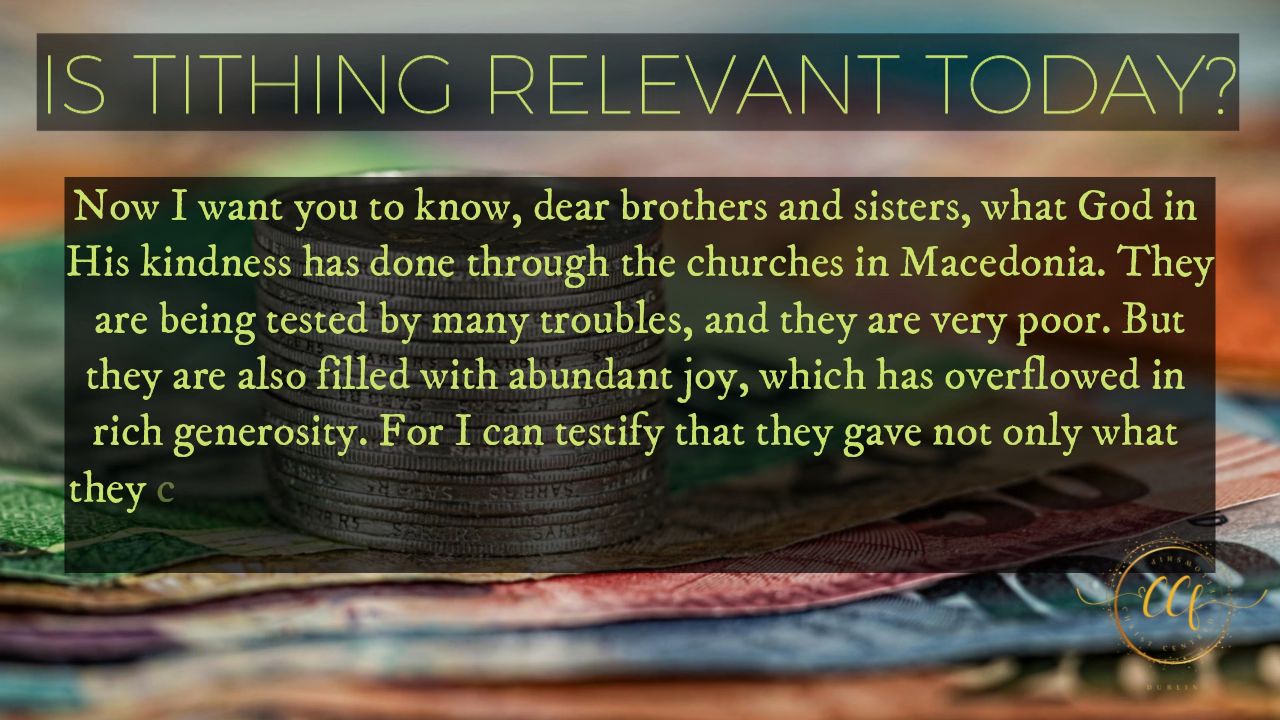 IS TITHING RELEVANT TODAY?
Now I want you to know, dear brothers and sisters, what God in
His kindness has done through the churches in Macedonia. They
are being tested by many troubles, and they are very poor. But
they are also filled with abundant joy, which has overflowed in
rich generosity. For I can testify that they gave not only what
they c
CCF
DUBLIN